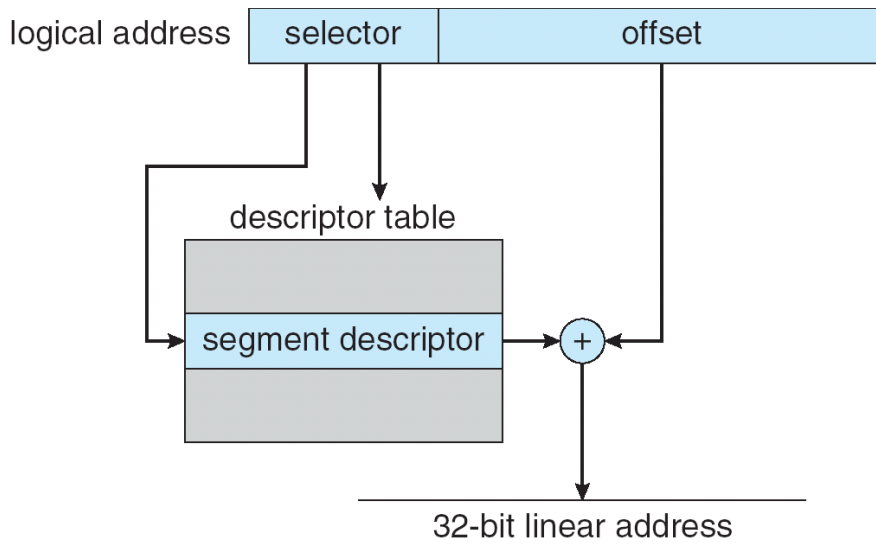 logical address selector offset
descriptor table
segment descriptor +
32-bit linear address